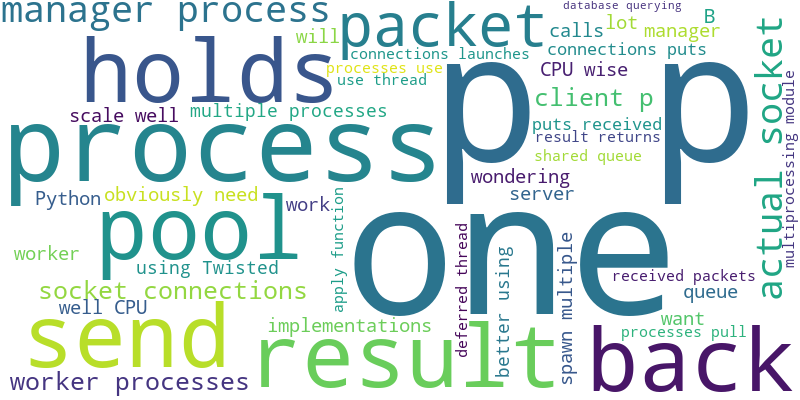 manager process
database querying
packet
will
calls
lot
B
manager
connections launches
connections puts
holds
processes use
use thread
CPU wise
p p
client p
actual socket
multiprocessing module
scale well
multiple processes
puts received
process
result returns
shared queue
wondering
Python
obviously need
work
server
pool
one
apply function
worker
using Twisted
deferred thread
better using
spawn multiple
received packets
socket connections
queue
well CPU
send
implementations
want
result
processes pull
back
worker processes